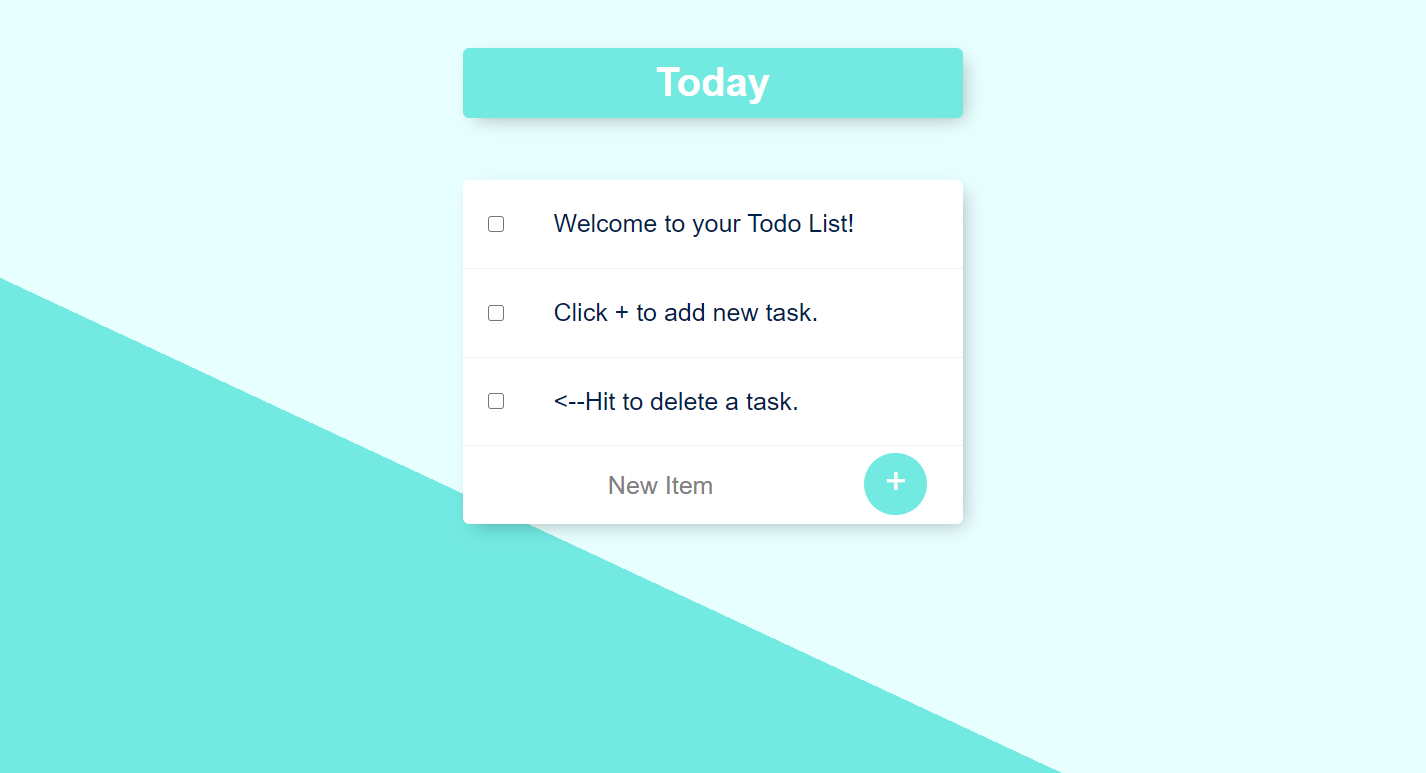 Today
Welcome to your Todo List!
Click + to add new task.
<--Hit to delete a task.
New Item +